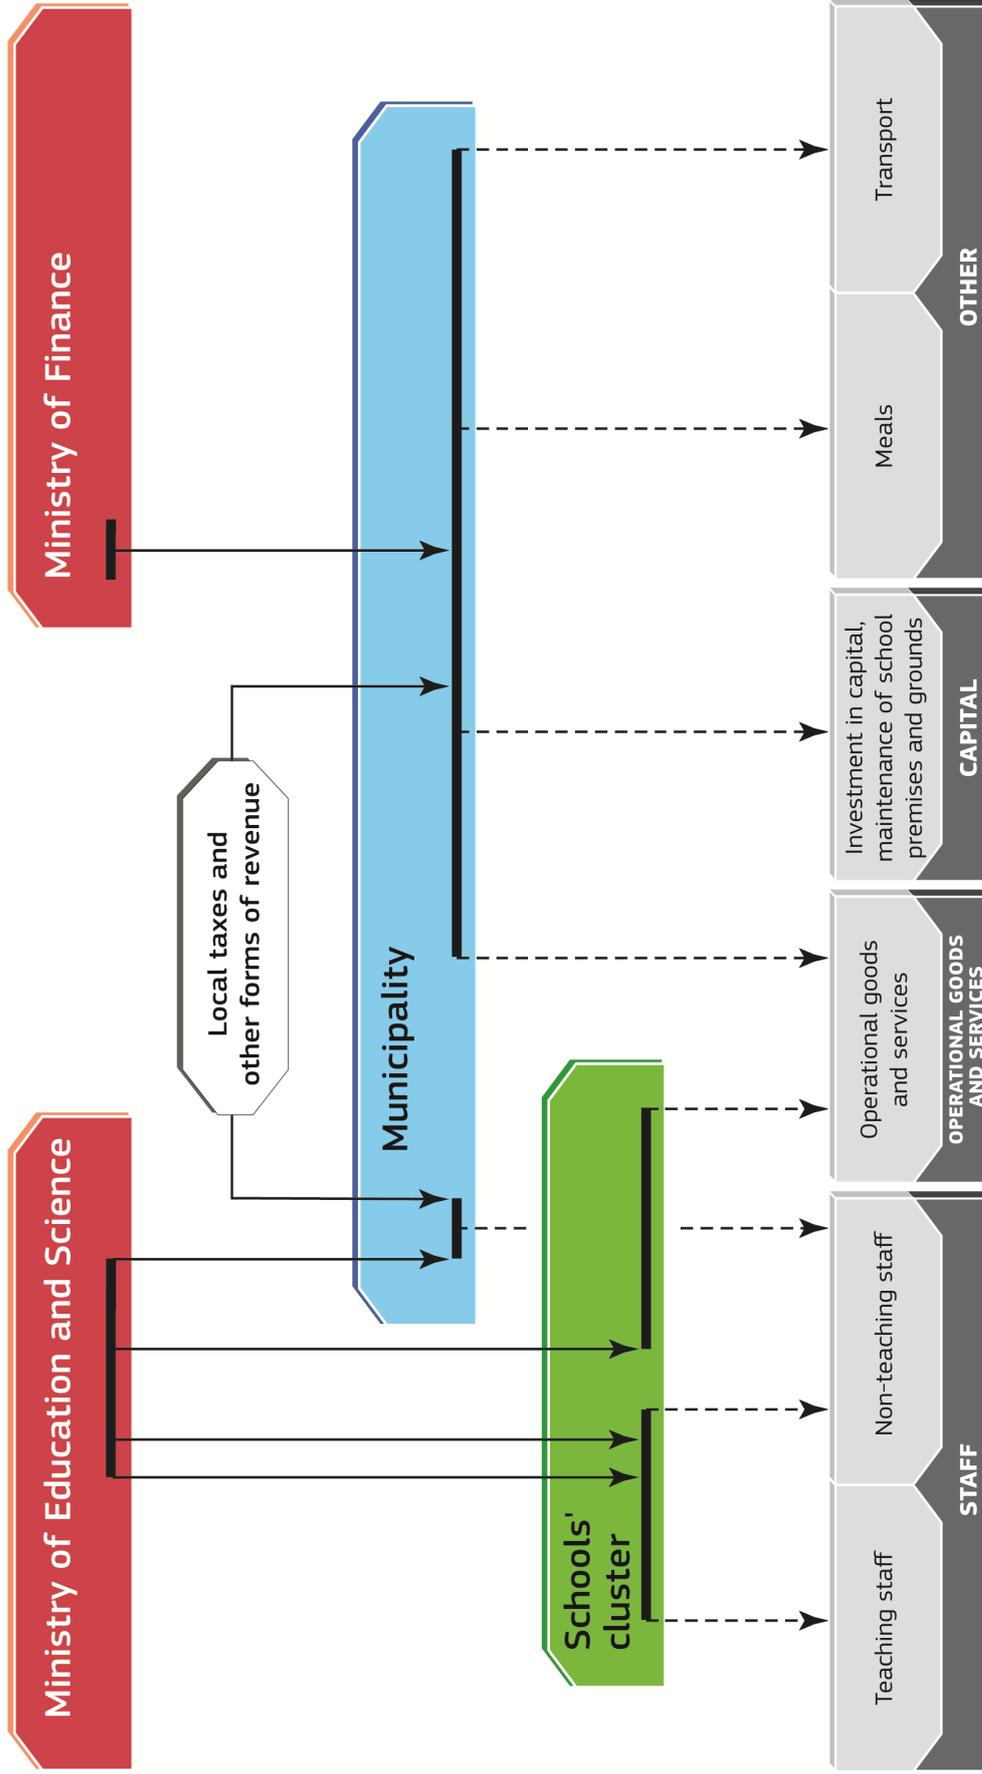 Ministry of Education and Science
Ministry of Finance
Local taxes and
other forms of revenue
Municipality
Schools'
cluster
Teaching staff
Non-teaching staff
Operational goods
and services
Investment in capital,
maintenance of school
premises and grounds
Meals
Transport
STAFF
OPERATIONAL GOODS
AND SERVICES
CAPITAL
OTHER